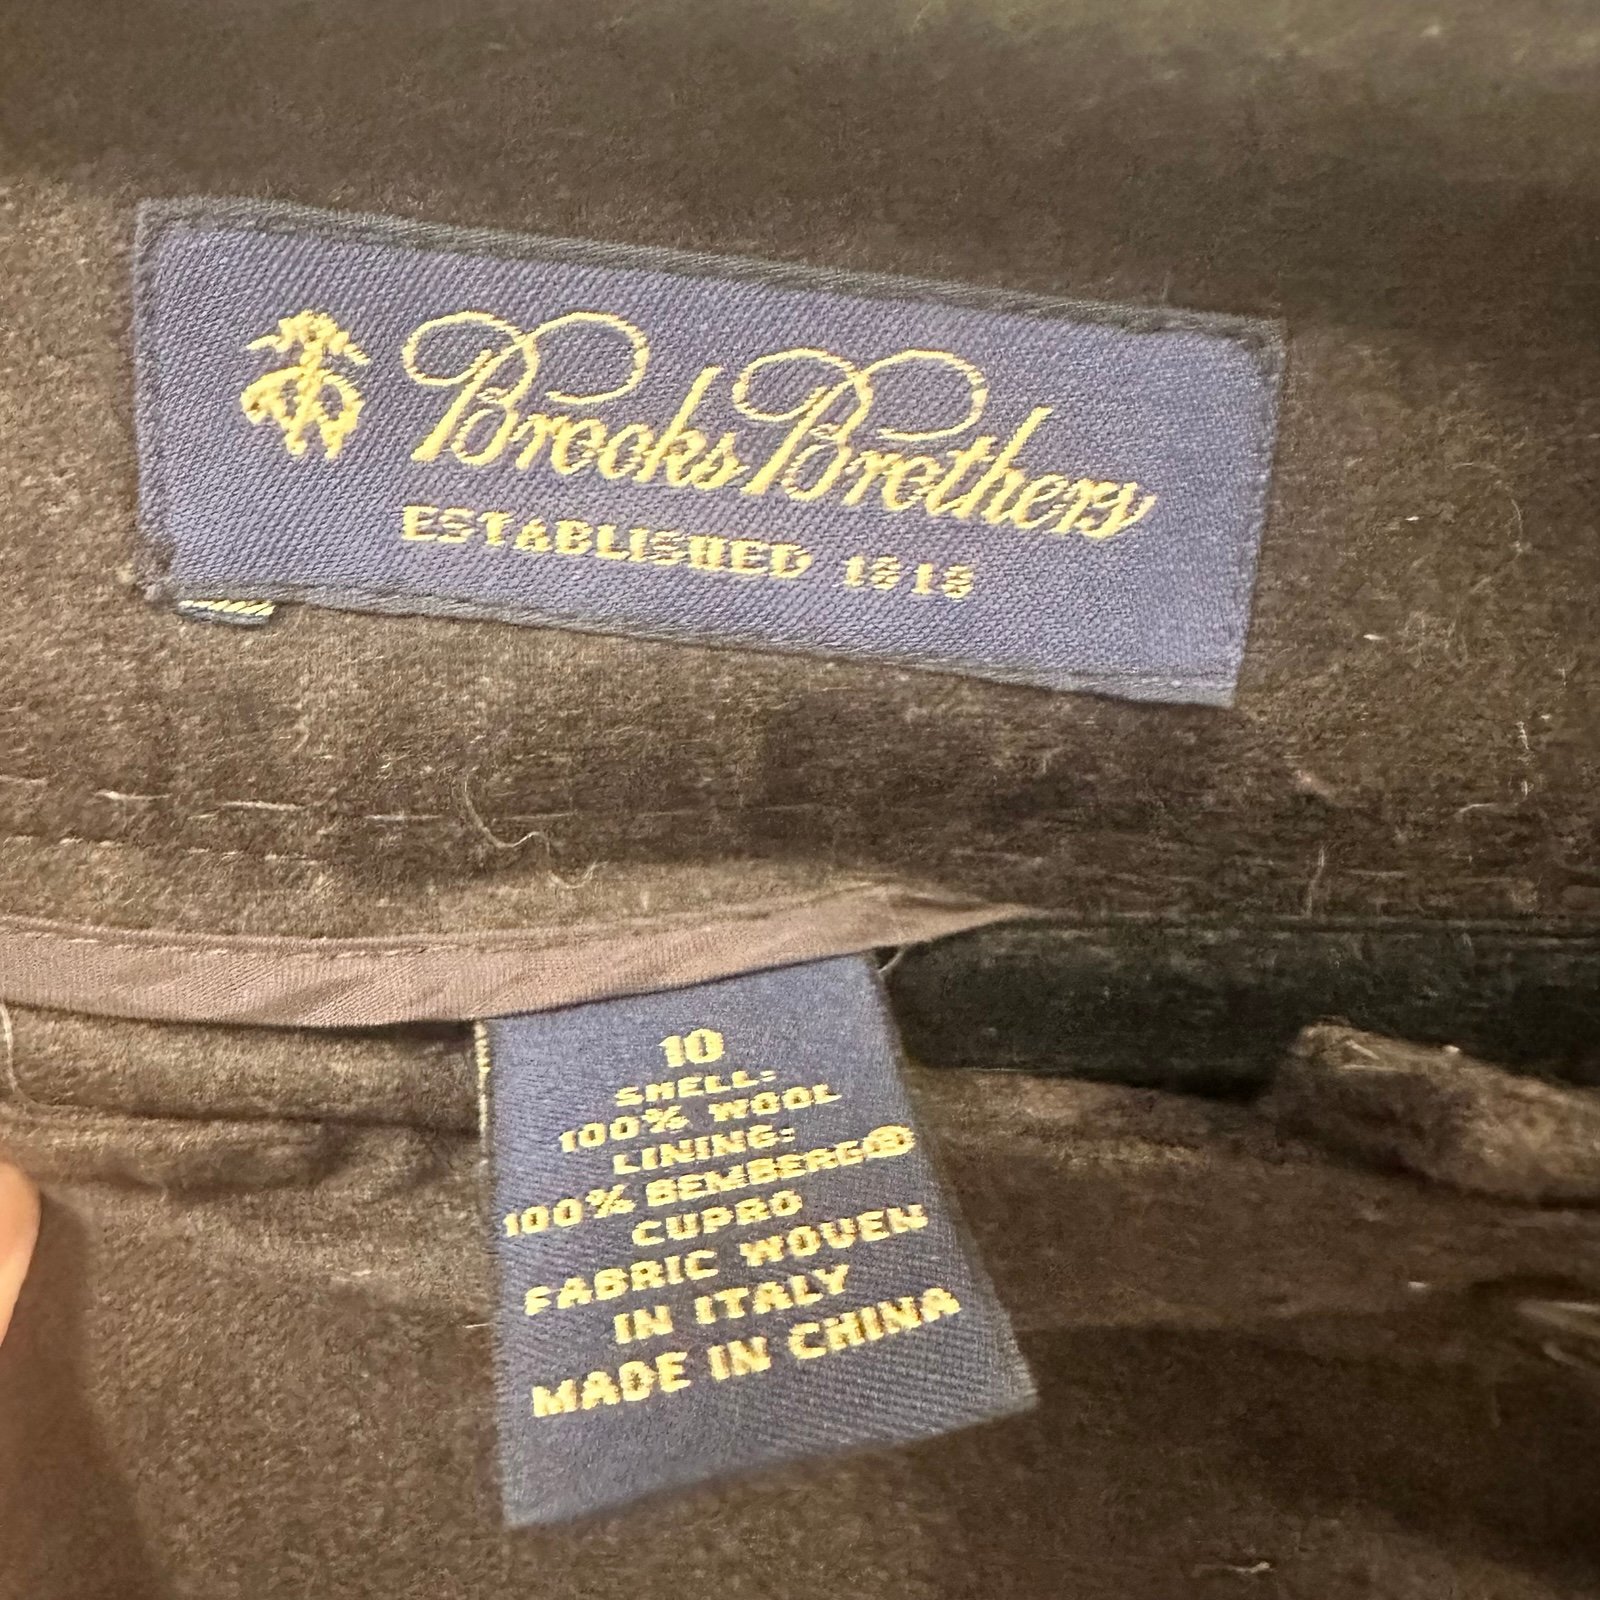 Brooks Brothers
ESTABLISHED 1818
10
SHELL:
100% WOOL
LINING:
100% BEMBERG®
CUPRO
FABRIC WOVEN
IN ITALY
MADE IN CHINA